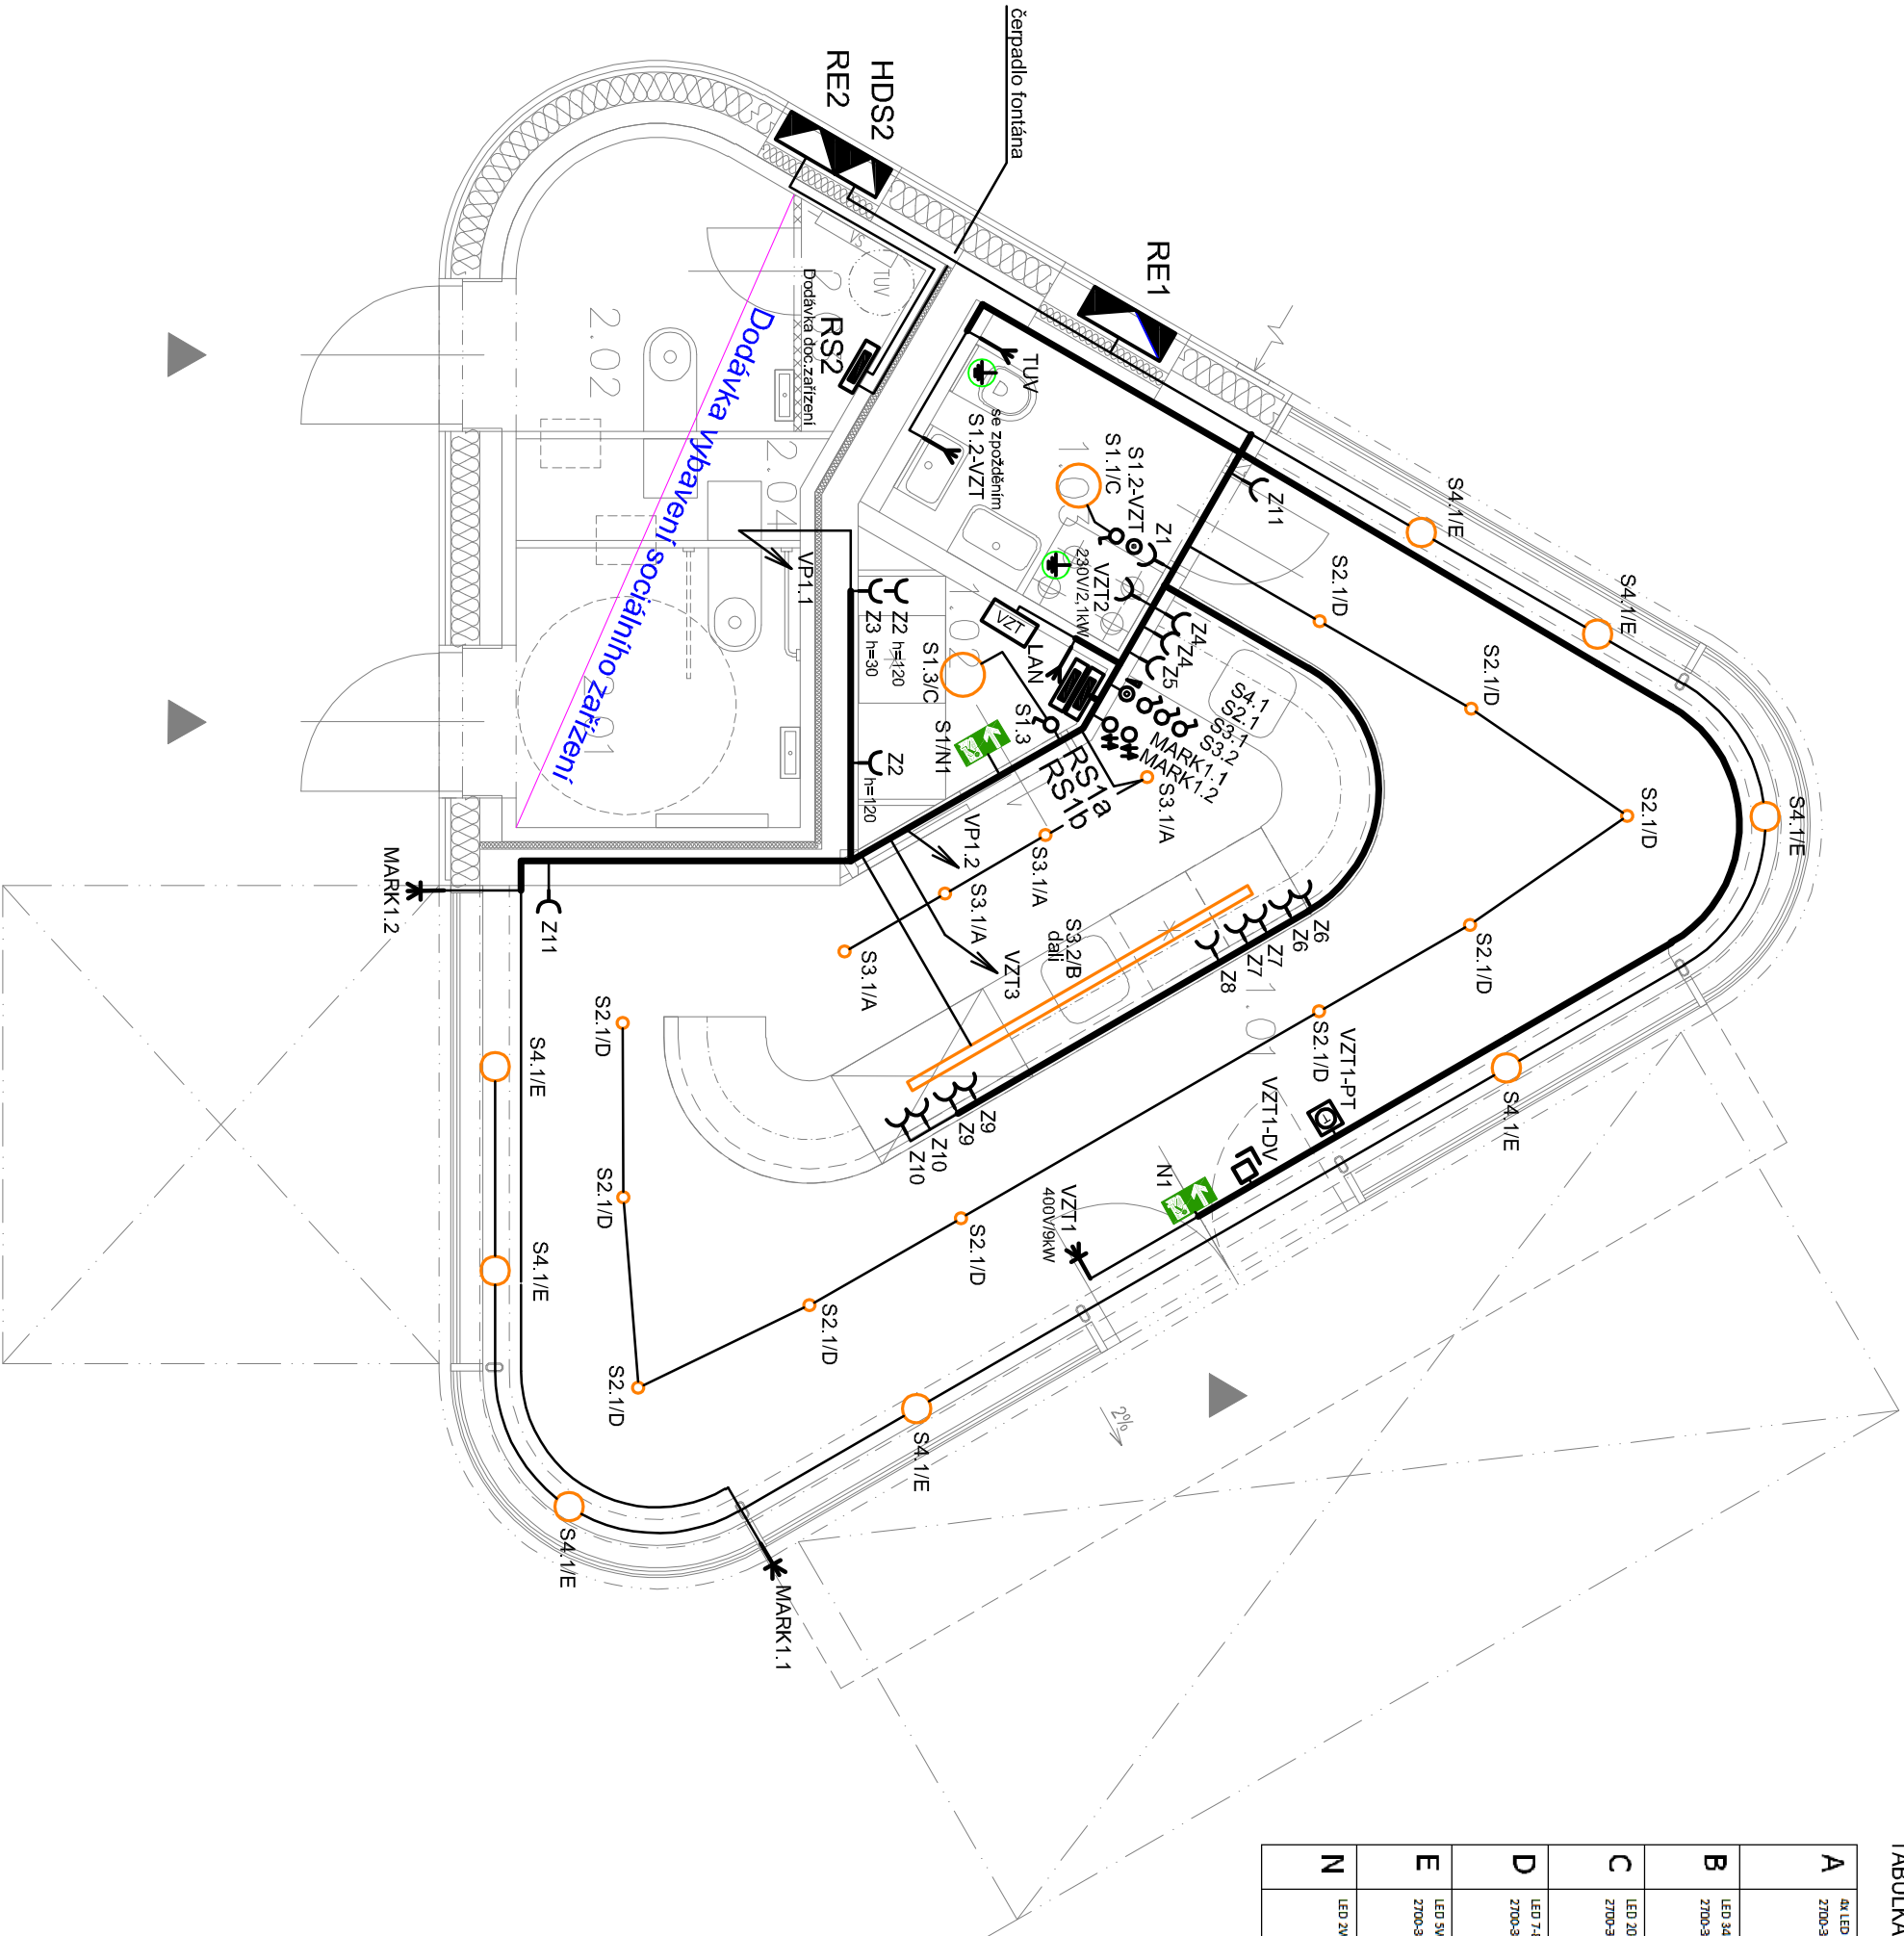 čerpadlo fontána
HDS2
RE2
RE1
VS
TUV
Dodávka doc.zařízení
RS2
2.02
2.04
Dodávka vybavení sociálního zařízení
TUV
se zpožděním
S1.2-VZT
S1.1/C
S1.2-VZT
Z1
Z11
VZT2
230V/2,1kW
VZT
LAN
Z4
Z4
Z5
S4.1
S2.1
S3.1
S3.2
MARK1.1
MARK1.2
RS1a
RS1b
S1.3
S1.3/C
S1/N1
VP1.1
Z2 h=120
Z3 h=30
Z2
h=120
VP1.2
VZT3
S3.1/A
S3.1/A
S3.1/A
S3.1/A
S3.2/B
dali
Z6
Z6
Z7
Z7
Z8
Z9
Z9
Z10
Z10
S4.1/E
S4.1/E
S4.1/E
S4.1/E
S4.1/E
S4.1/E
S4.1/E
S4.1/E
S2.1/D
S2.1/D
S2.1/D
S2.1/D
S2.1/D
S2.1/D
S2.1/D
S2.1/D
S2.1/D
S2.1/D
VZT1-PT
VZT1-DV
N1
VZT1
400V/9kW
2%
Z11
MARK1.2
MARK1.1
TABULKA
A
4x LED
B
C
D
E
N